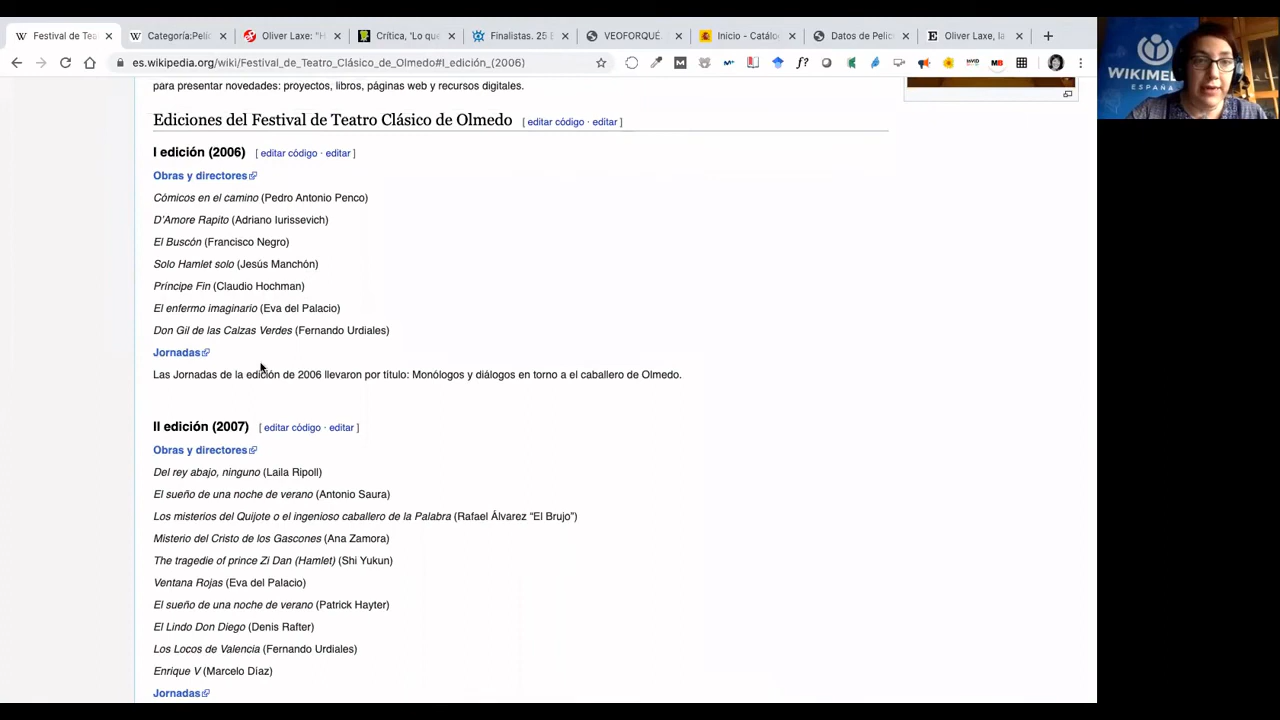 Festival de Tea
Categoría:Pelíc
Oliver Laxe: "H
Crítica, 'Lo que
Finalistas. 25 E
VEOFORQUÉ.
Inicio - Catálo
Datos de Pelíc
Oliver Laxe, la
es.wikipedia.org/wiki/Festival_de_Teatro_Clásico_de_Olmedo#I_edición_(2006)
WIKIMED
ESPAÑA
para presentar novedades: proyectos, libros, páginas web y recursos digitales.
Ediciones del Festival de Teatro Clásico de Olmedo [ editar código · editar ]
I edición (2006) [ editar código · editar ]
Obras y directores
Cómicos en el camino (Pedro Antonio Penco)
D'Amore Rapito (Adriano Iurissevich)
El Buscón (Francisco Negro)
Solo Hamlet solo (Jesús Manchón)
Príncipe Fin (Claudio Hochman)
El enfermo imaginario (Eva del Palacio)
Don Gil de las Calzas Verdes (Fernando Urdiales)
Jornadas
Las Jornadas de la edición de 2006 llevaron por título: Monólogos y diálogos en torno a el caballero de Olmedo.
II edición (2007) [ editar código · editar ]
Obras y directores
Del rey abajo, ninguno (Laila Ripoll)
El sueño de una noche de verano (Antonio Saura)
Los misterios del Quijote o el ingenioso caballero de la Palabra (Rafael Álvarez “El Brujo”)
Misterio del Cristo de los Gascones (Ana Zamora)
The tragedie of prince Zi Dan (Hamlet) (Shi Yukun)
Ventana Rojas (Eva del Palacio)
El sueño de una noche de verano (Patrick Hayter)
El Lindo Don Diego (Denis Rafter)
Los Locos de Valencia (Fernando Urdiales)
Enrique V (Marcelo Díaz)
Jornadas